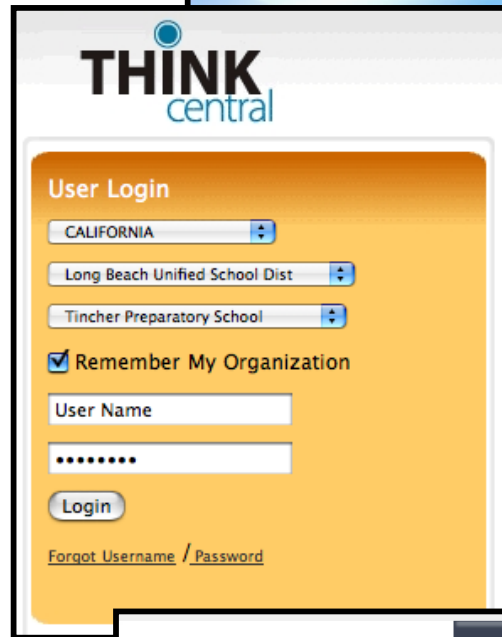 THINK
central
User Login
CALIFORNIA
Long Beach Unified School Dist
Tincher Preparatory School
Remember My Organization
User Name
••••••••
Login
Forgot Username / Password